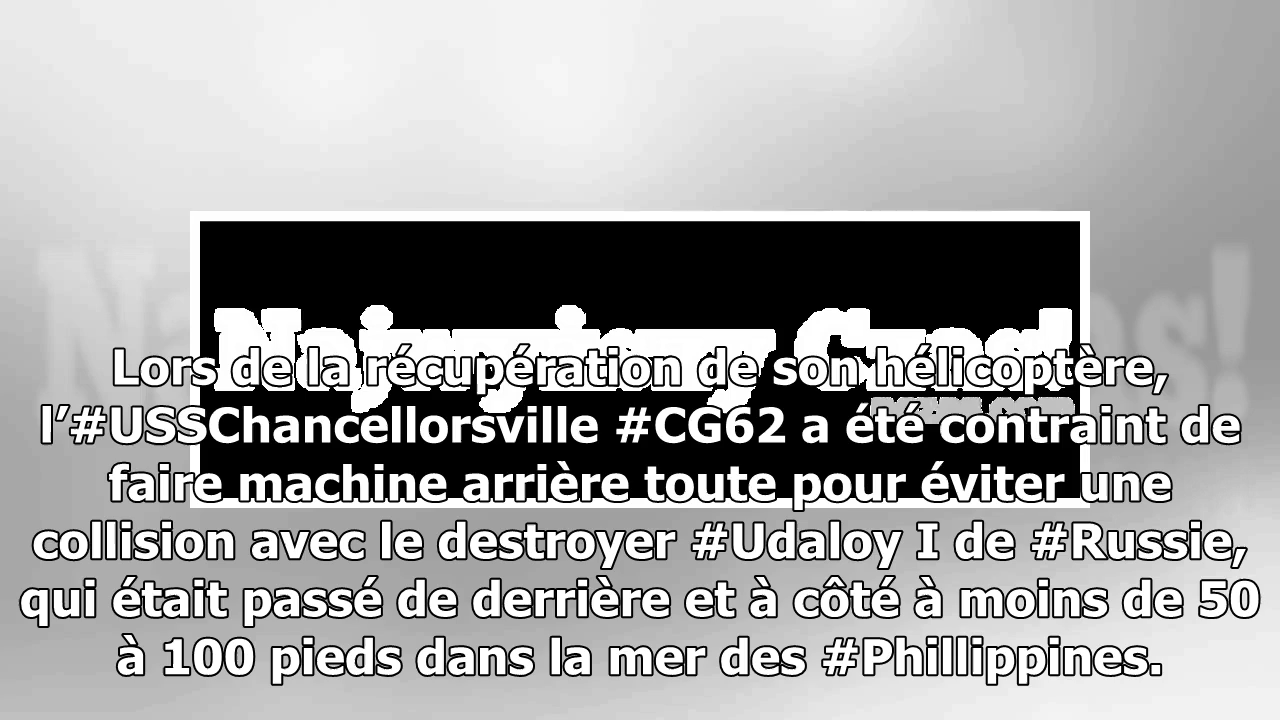 Lors de la récupération de son hélicoptère,
l’#USSChancellorsville #CG62 a été contraint de
faire machine arrière toute pour éviter une
collision avec le destroyer #Udaloy I de #Russie,
qui était passé de derrière et à côté à moins de 50
à 100 pieds dans la mer des #Phillippines.